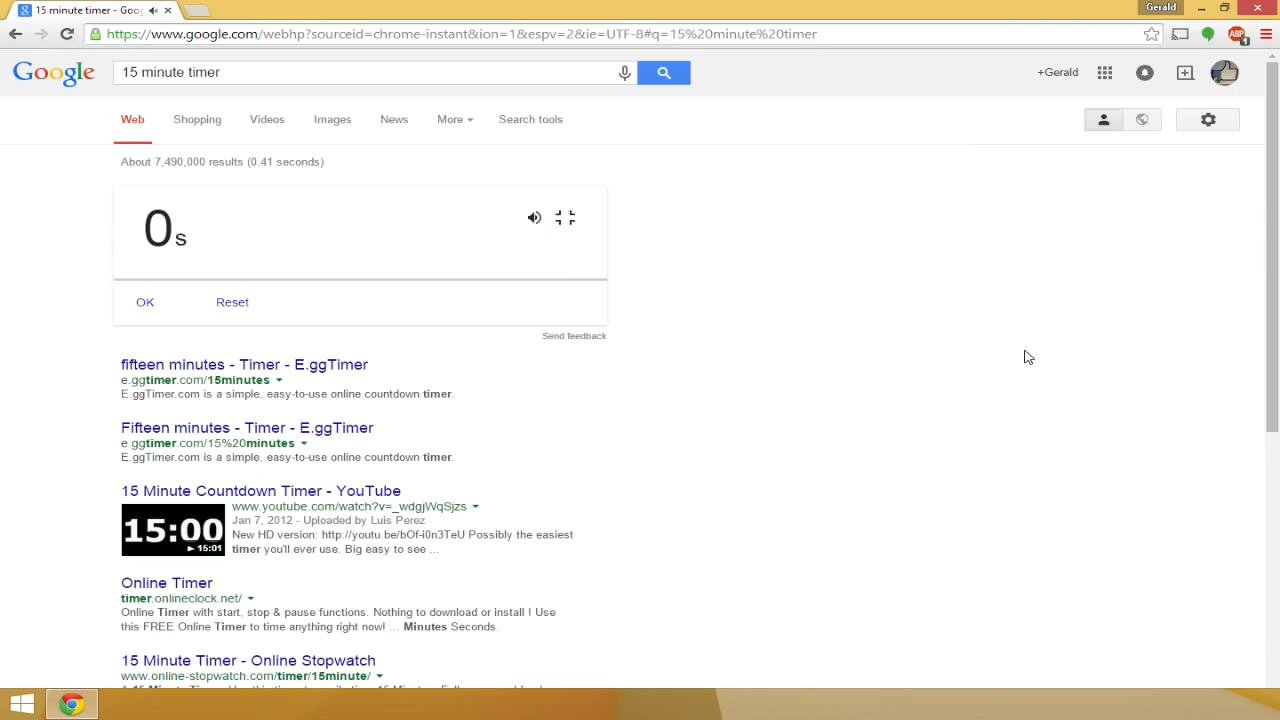 15 minute timer - Goo
Gerald
https://www.google.com/webhp?sourceid=chrome-instant&ion=1&espv=2&ie=UTF-8#q=15%20minute%20timer
ABP
1
Google
15 minute timer
+Gerald
Web Shopping Videos Images News More Search tools
About 7,490,000 results (0.41 seconds)
0s
OK Reset
Send feedback
fifteen minutes - Timer - E.ggTimer
e.ggtimer.com/15minutes
E.ggTimer.com is a simple, easy-to-use online countdown timer.
Fifteen minutes - Timer - E.ggTimer
e.ggtimer.com/15%20minutes
E.ggTimer.com is a simple, easy-to-use online countdown timer.
15 Minute Countdown Timer - YouTube
www.youtube.com/watch?v=_wdgjWqSjzs
Jan 7, 2012 - Uploaded by Luis Perez
New HD version: http://youtu.be/bOf-i0n3TeU Possibly the easiest
timer you'll ever use. Big easy to see ...
15:00
15:01
Online Timer
timer.onlineclock.net/
Online Timer with start, stop & pause functions. Nothing to download or install ! Use
this FREE Online Timer to time anything right now! ... Minutes Seconds.
15 Minute Timer - Online Stopwatch
www.online-stopwatch.com/timer/15minute/